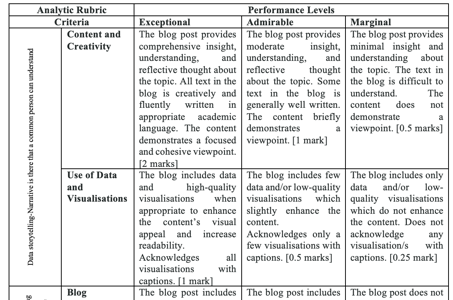 Analytic Rubric Performance Levels
Criteria Exceptional Admirable Marginal
Data storytelling-Narrative is there that a common person can understand
Content and
Creativity
The blog post provides
comprehensive insight,
understanding, and
reflective thought about
the topic. All text in the
blog is creatively and
fluently written in
appropriate academic
language. The content
demonstrates a focused
and cohesive viewpoint.
[2 marks]
The blog post provides
moderate insight,
understanding, and
reflective thought
about the topic. Some
text in the blog is
generally well written.
The content briefly
demonstrates a
viewpoint. [1 mark]
The blog post provides
minimal insight and
understanding about
the topic. The text in
the blog is difficult to
understand. The
content does not
demonstrate a
viewpoint. [0.5 marks]
Use of Data
and
Visualisations
The blog includes data
and high-quality
visualisations when
appropriate to enhance
the content's visual
appeal and increase
readability.
Acknowledges all
visualisations with
captions. [1 mark]
The blog includes few
data and/or low-quality
visualisations which
slightly enhance the
content.
Acknowledges only a
few visualisations with
captions. [0.5 marks]
The blog includes only
data and/or low-
quality visualisations
which do not enhance
the content. Does not
acknowledge any
visualisation/s with
captions. [0.25 mark]
Blog
The blog post includes
The blog post includes
The blog post does not